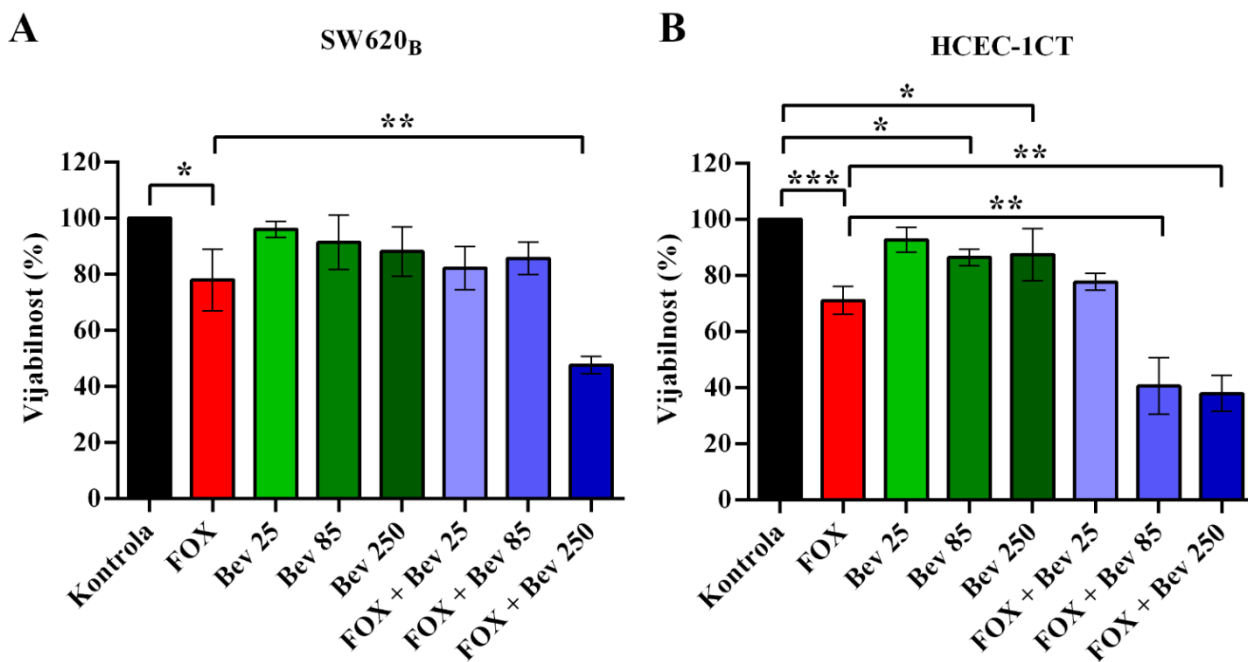 A
SW620B
**
*
Vijabilnost (%)
120
100
80
60
40
20
0
Kontrola
FOX
Bev 25
Bev 85
Bev 250
FOX + Bev 25
FOX + Bev 85
FOX + Bev 250
B
HCEC-1CT
*
*
**
***
**
Vijabilnost (%)
120
100
80
60
40
20
0
Kontrola
FOX
Bev 25
Bev 85
Bev 250
FOX + Bev 25
FOX + Bev 85
FOX + Bev 250